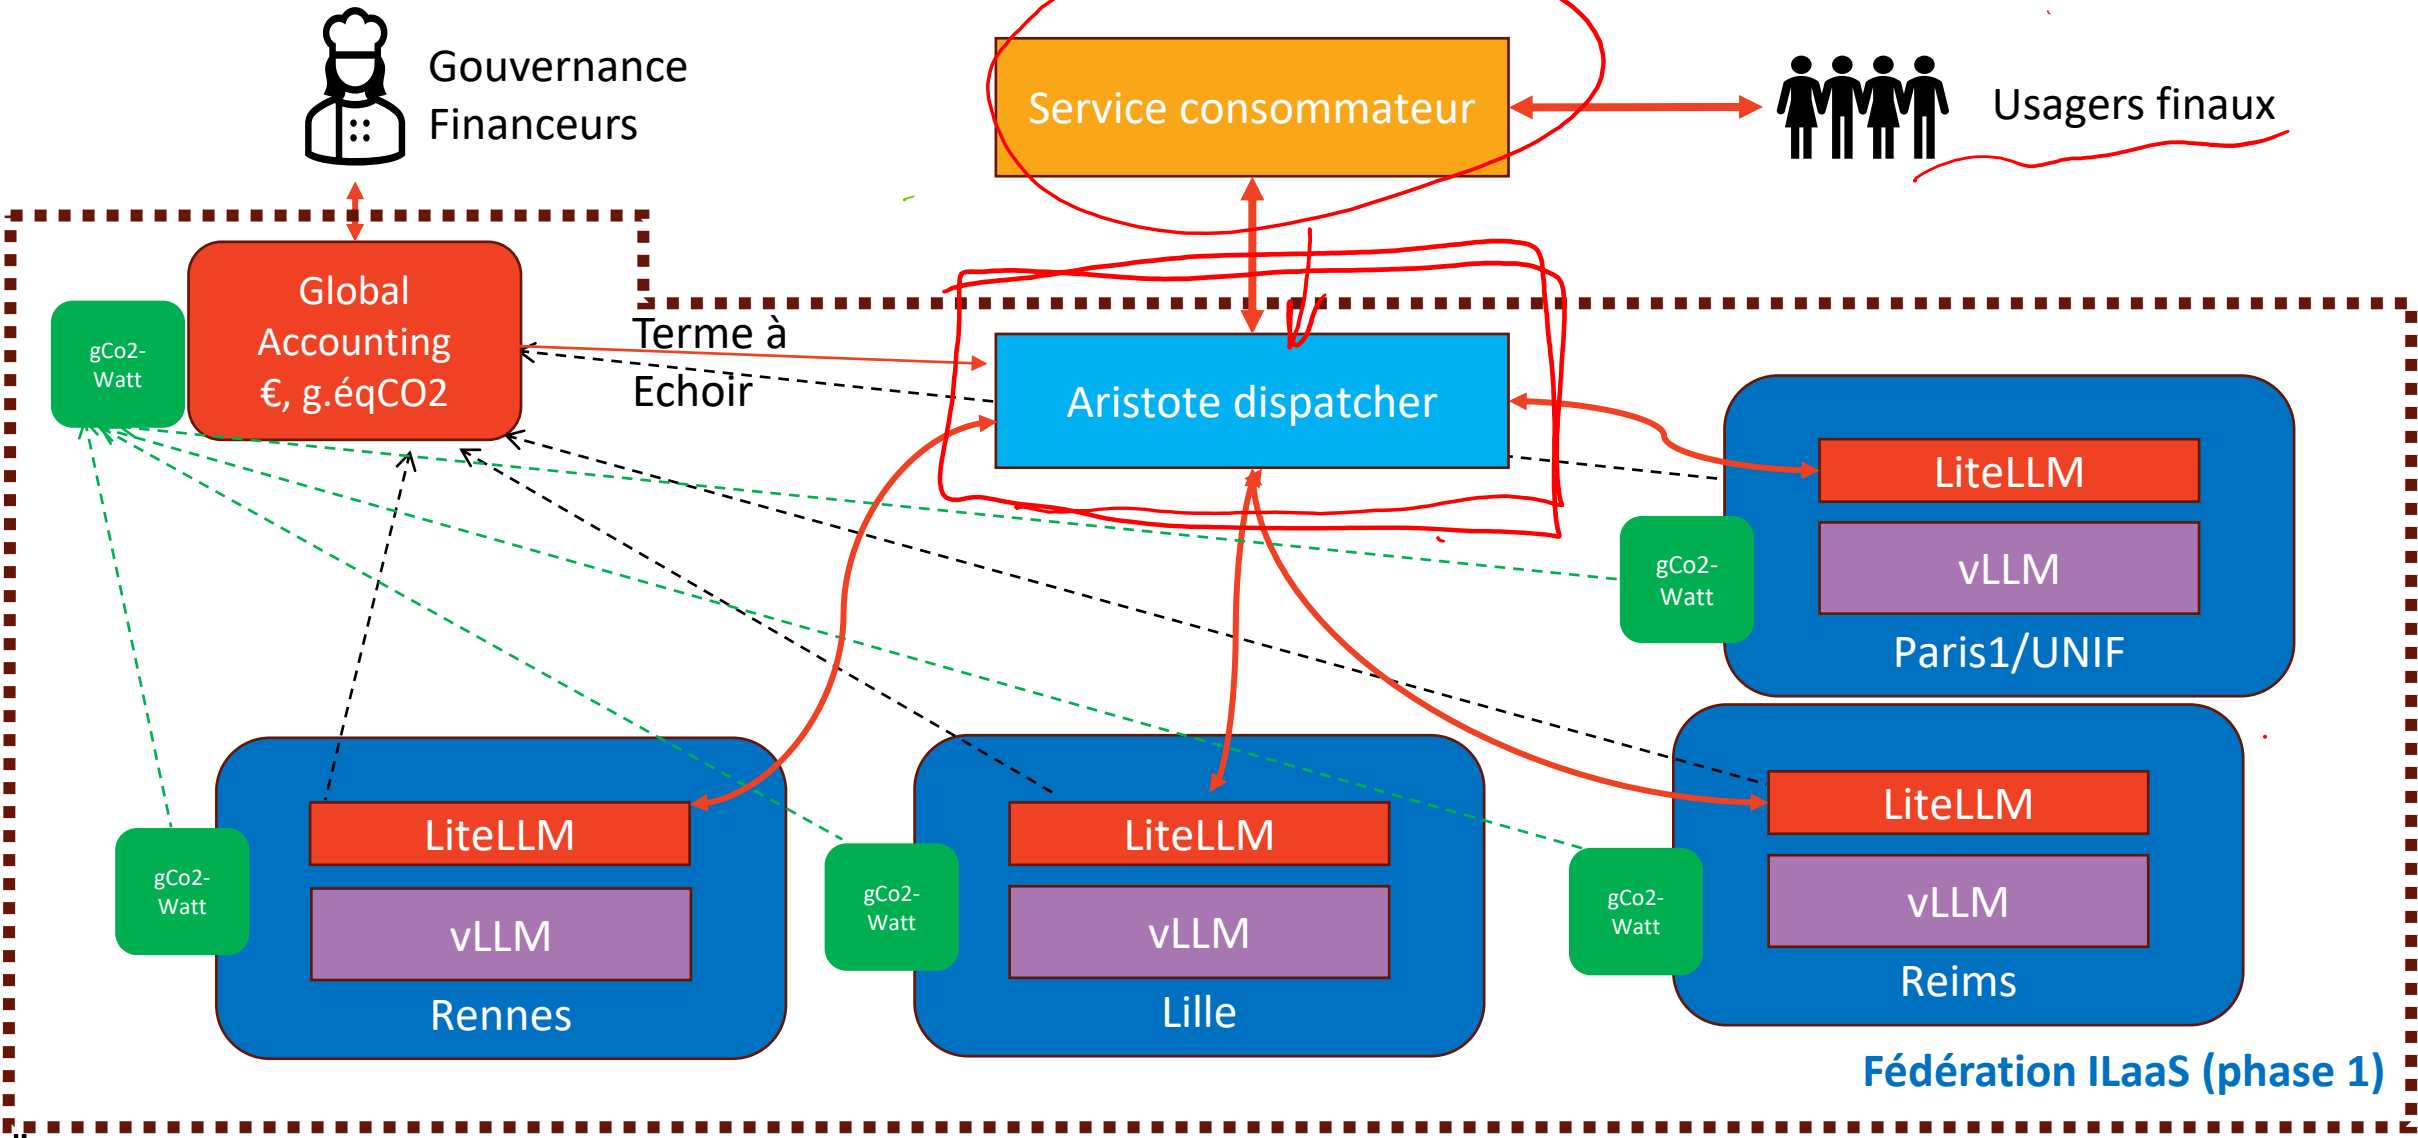 Gouvernance
Financeurs
Service consommateur
Usagers finaux
Global
Accounting
€, g.éqCO2
gCo2-
Watt
Terme à
Echoir
Aristote dispatcher
LiteLLM
vLLM
Paris1/UNIF
gCo2-
Watt
LiteLLM
vLLM
Rennes
gCo2-
Watt
LiteLLM
vLLM
Lille
gCo2-
Watt
LiteLLM
vLLM
Reims
gCo2-
Watt
Fédération ILaaS (phase 1)